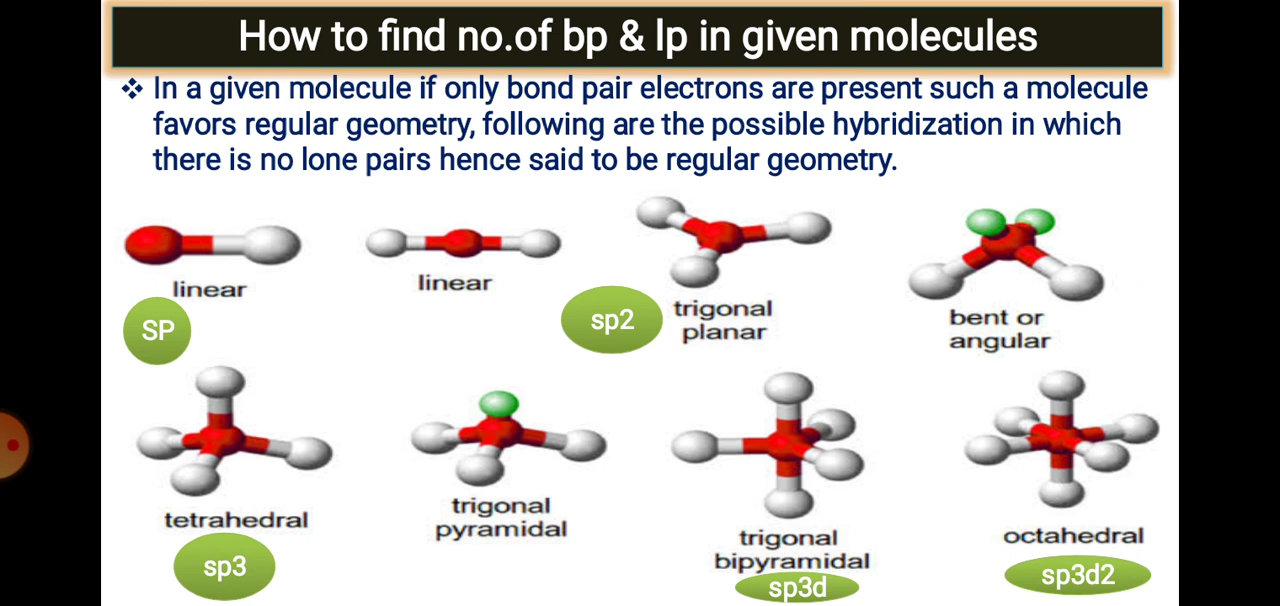 How to find no.of bp & lp in given molecules
❖ In a given molecule if only bond pair electrons are present such a molecule
favors regular geometry, following are the possible hybridization in which
there is no lone pairs hence said to be regular geometry.
linear
linear
trigonal
planar
bent or
angular
SP
sp2
tetrahedral
trigonal
pyramidal
trigonal
bipyramidal
octahedral
sp3
sp3d
sp3d2